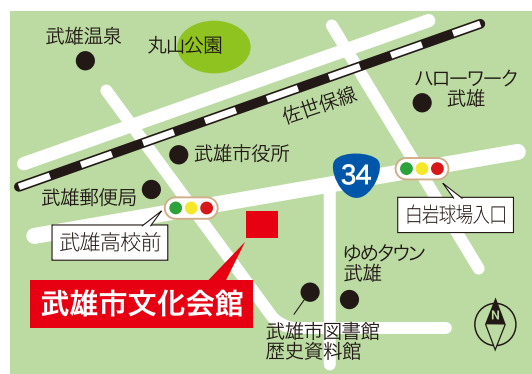 武雄温泉
丸山公園
ハローワーク
武雄
佐世保線
武雄市役所
34
武雄郵便局
白岩球場入口
武雄高校前
ゆめタウン
武雄
武雄市文化会館
武雄市図書館
歴史資料館
N